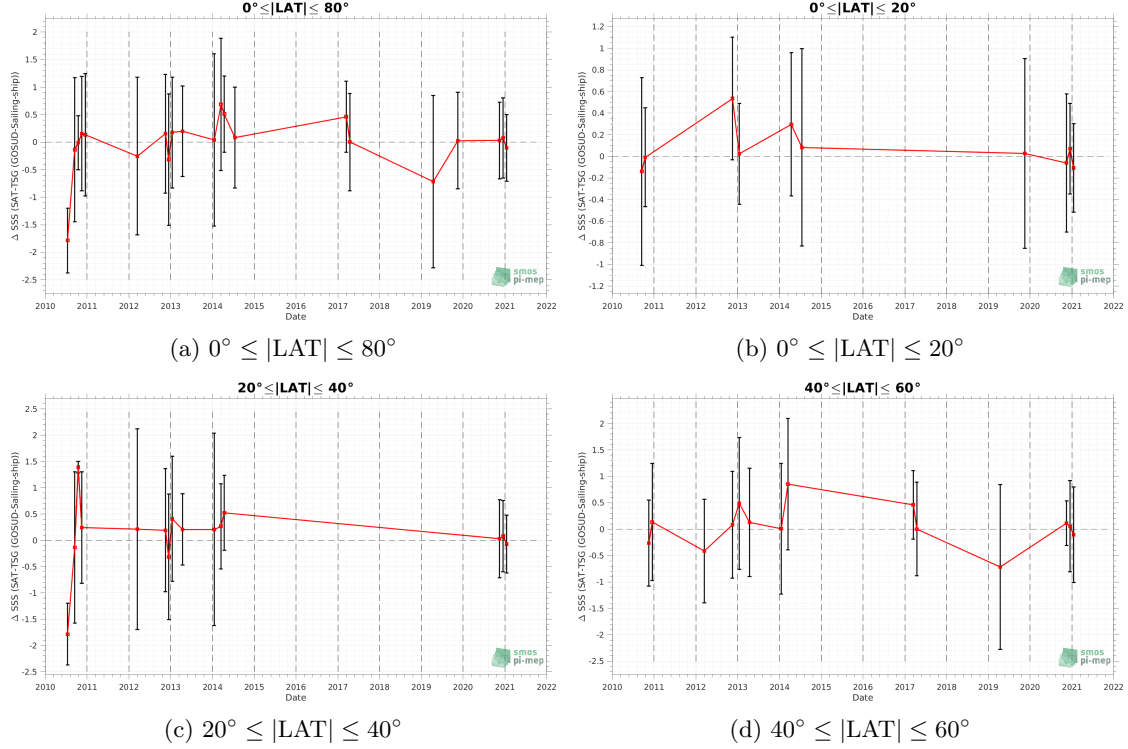 0°≤|LAT|≤ 80°
Δ SSS (SAT-TSG (GOSUD-Sailing-ship))
2
1.5
1
0.5
0
-0.5
-1
-1.5
-2
-2.5
2010 2011 2012 2013 2014 2015 2016 2017 2018 2019 2020 2021 2022
Date
smos
pi-mep
(a) 0° ≤ |LAT| ≤ 80°
0°≤|LAT|≤ 20°
Δ SSS (SAT-TSG (GOSUD-Sailing-ship))
1.2
1
0.8
0.6
0.4
0.2
0
-0.2
-0.4
-0.6
-0.8
-1
-1.2
2010 2011 2012 2013 2014 2015 2016 2017 2018 2019 2020 2021 2022
Date
smos
pi-mep
(b) 0° ≤ |LAT| ≤ 20°
20°≤|LAT|≤ 40°
Δ SSS (SAT-TSG (GOSUD-Sailing-ship))
2.5
2
1.5
1
0.5
0
-0.5
-1
-1.5
-2
-2.5
2010 2011 2012 2013 2014 2015 2016 2017 2018 2019 2020 2021 2022
Date
smos
pi-mep
(c) 20° ≤ |LAT| ≤ 40°
40°≤|LAT|≤ 60°
Δ SSS (SAT-TSG (GOSUD-Sailing-ship))
2
1.5
1
0.5
0
-0.5
-1
-1.5
-2
-2.5
2010 2011 2012 2013 2014 2015 2016 2017 2018 2019 2020 2021 2022
Date
smos
pi-mep
(d) 40° ≤ |LAT| ≤ 60°